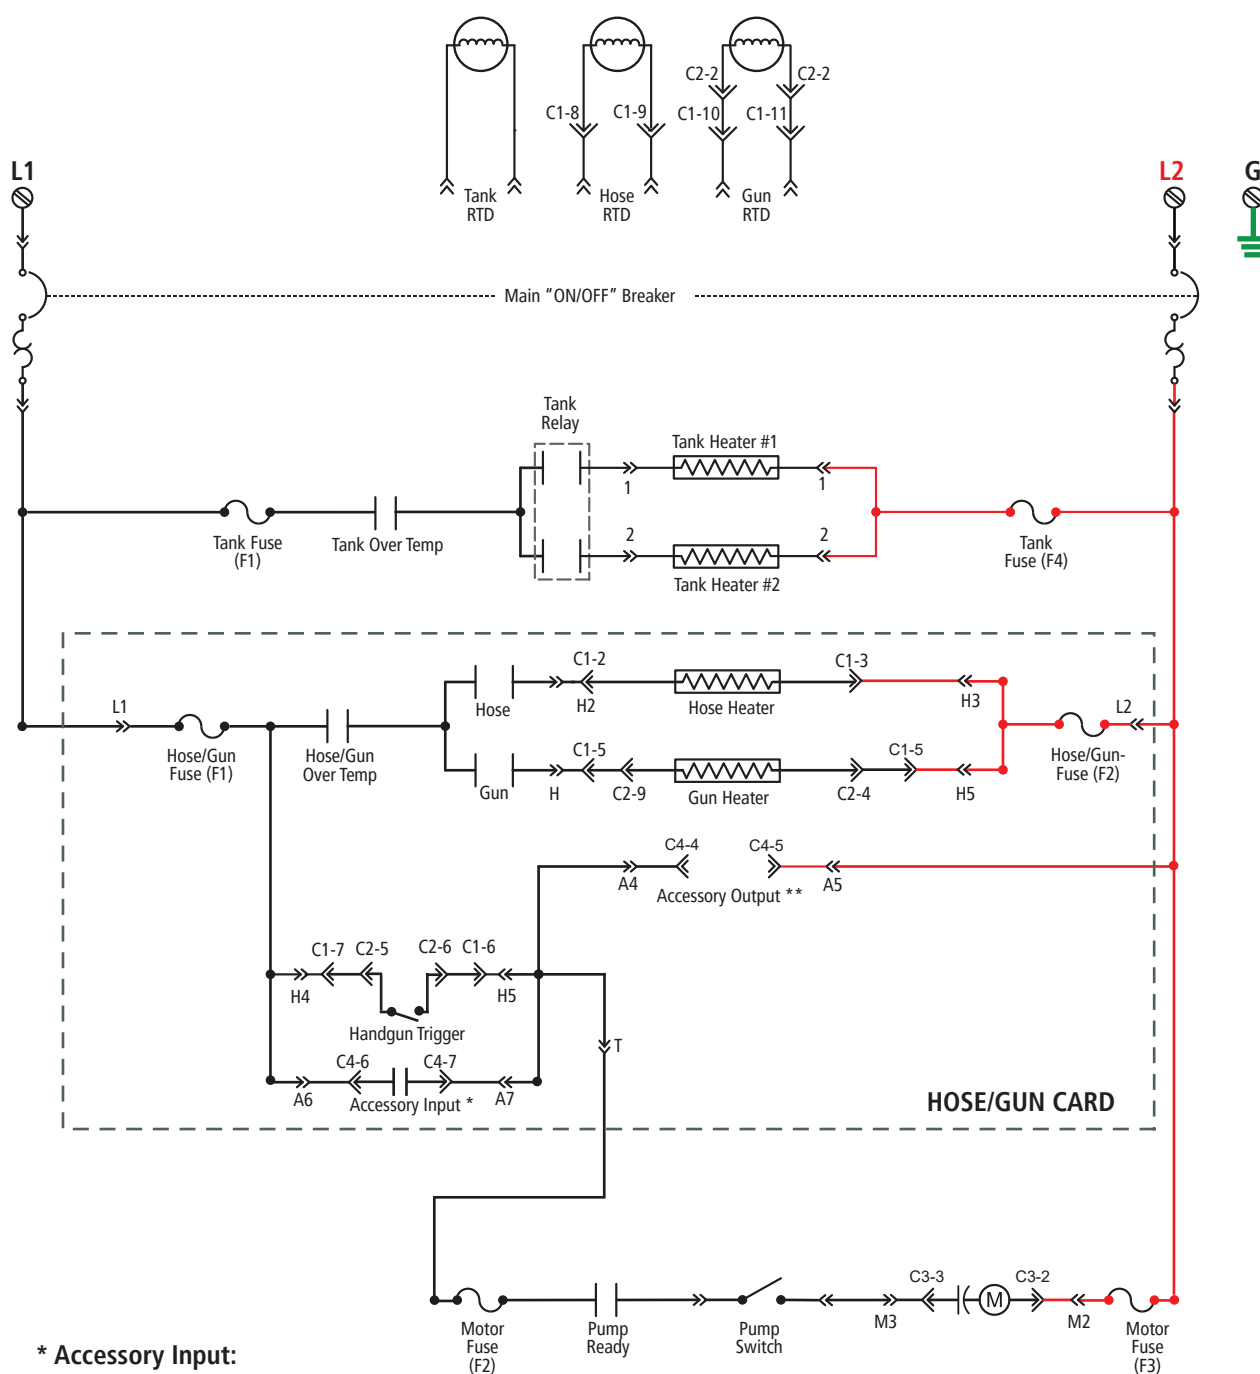 C2-2 C2-2
C1-8 C1-9 C1-10 C1-11
L1 L2 G
Tank
RTD
Hose
RTD
Gun
RTD
Main "ON/OFF" Breaker
Tank
Relay
Tank Heater #1
1 1
Tank Fuse
(F1)
Tank Over Temp
2 2
Tank
Fuse (F4)
Tank Heater #2
C1-2 C1-3
L1 Hose H2 Hose Heater H3 L2
Hose/Gun
Fuse (F1)
Hose/Gun
Over Temp
C1-5 C1-5
Hose/Gun-
Fuse (F2)
Gun H C2-9 Gun Heater C2-4 H5
C4-4 C4-5
A4 Accessory Output ** A5
C1-7 C2-5 C2-6 C1-6
H4 H5
Handgun Trigger
T
C4-6 C4-7
A6 Accessory Input * A7
HOSE/GUN CARD
C3-3 C3-2
M
M3 M2
Motor
Fuse
(F2)
Pump
Ready
Pump
Switch
Motor
Fuse
(F3)
* Accessory Input: